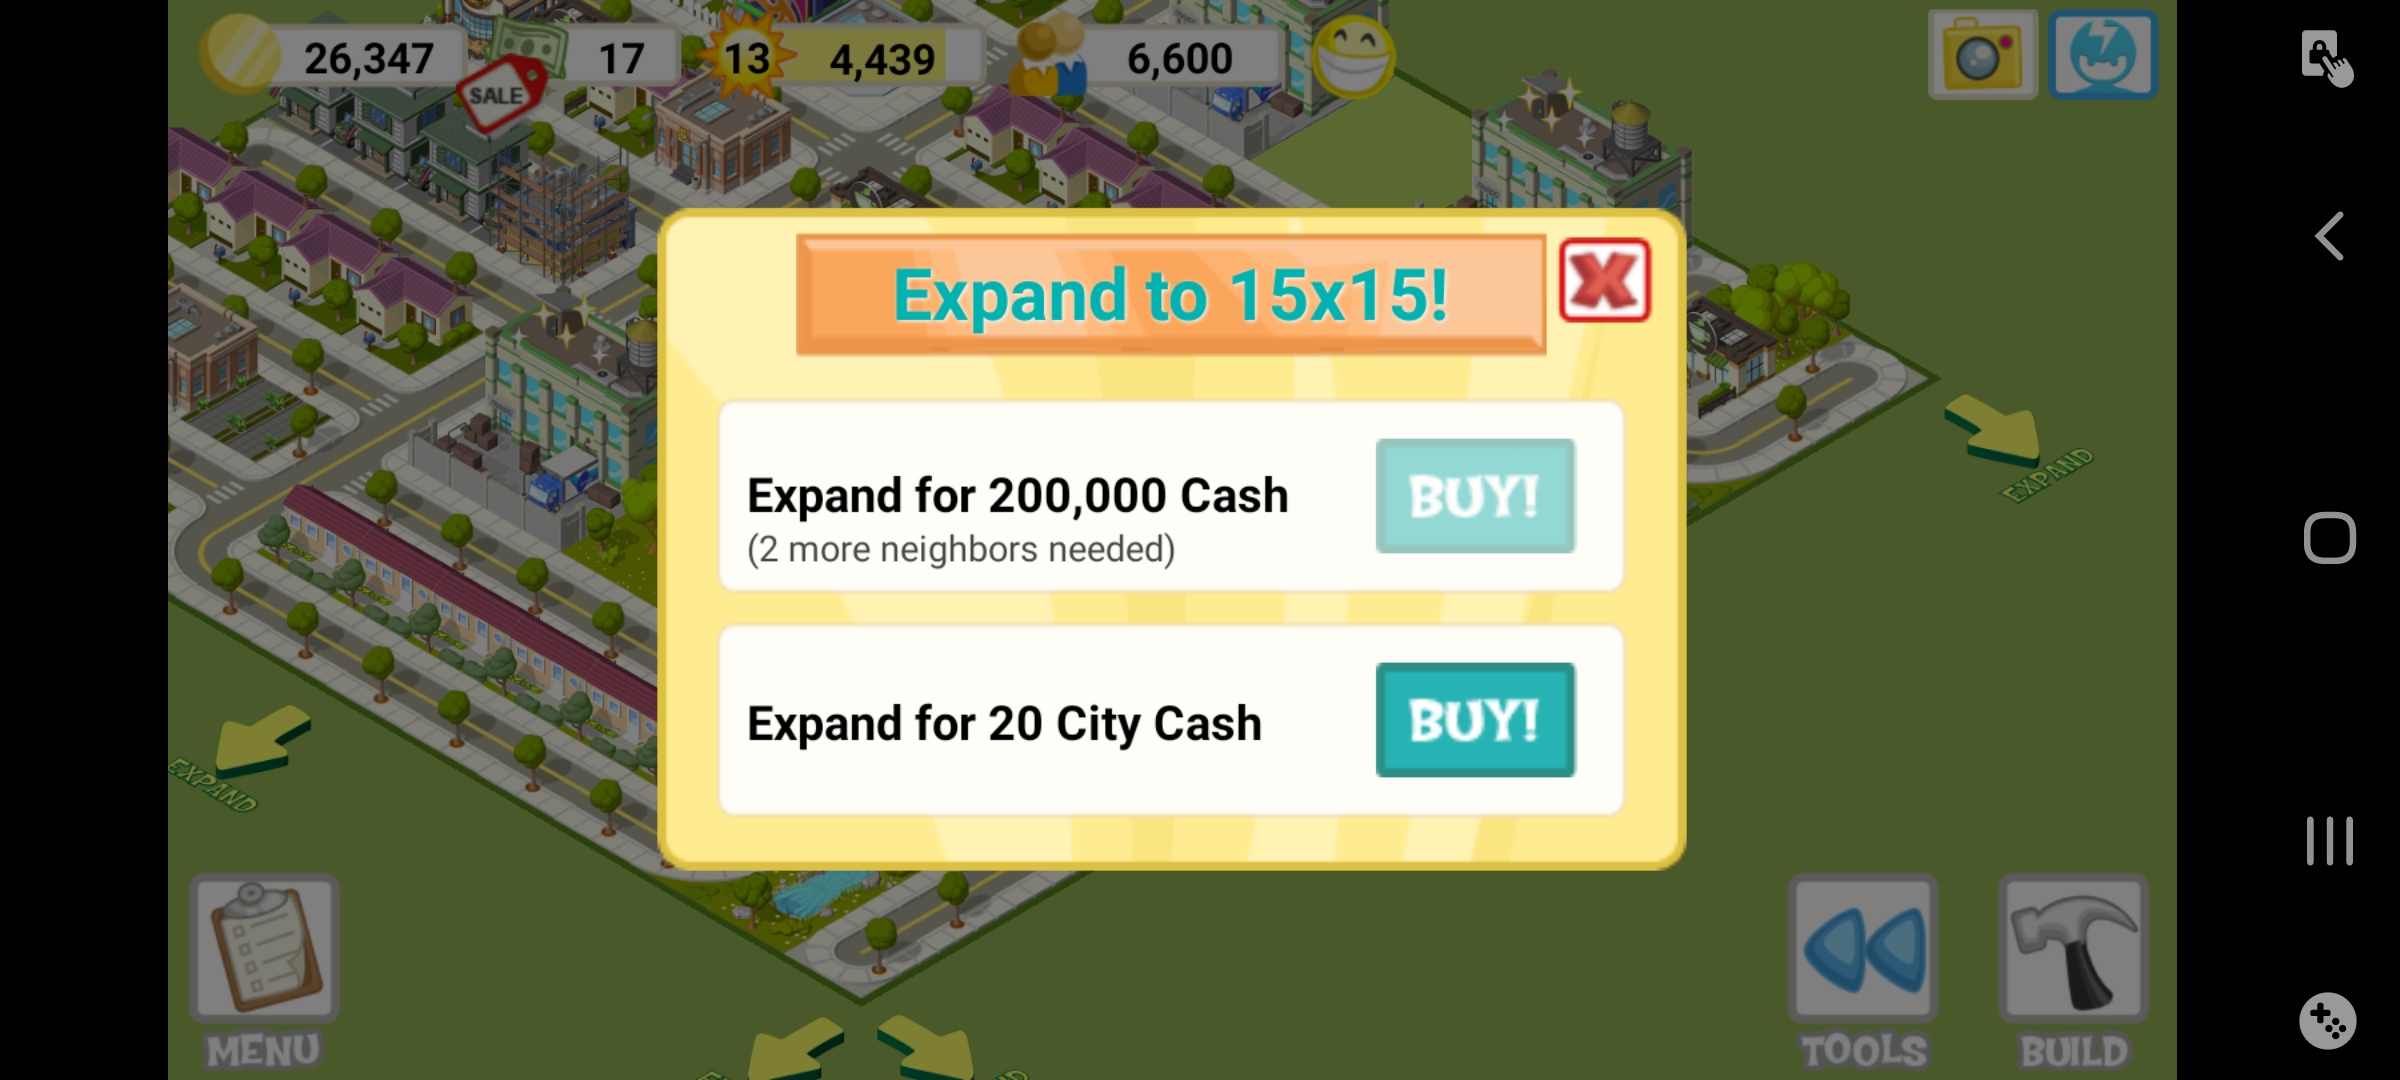 26,347
17
13
4,439
6,600
SALE
Expand to 15x15!
Expand for 200,000 Cash
(2 more neighbors needed)
BUY!
Expand for 20 City Cash
BUY!
EXPAND
EXPAND
MENU
TOOLS
BUILD